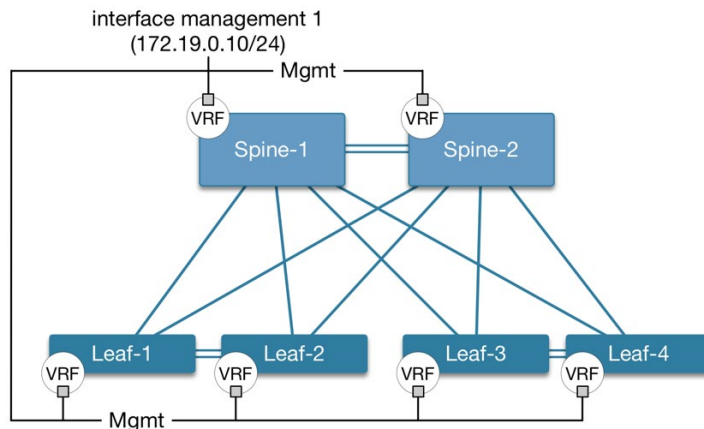 interface management 1
(172.19.0.10/24)
Mgmt
VRF
VRF
Spine-1
Spine-2
Leaf-1
Leaf-2
Leaf-3
Leaf-4
VRF
VRF
VRF
VRF
Mgmt